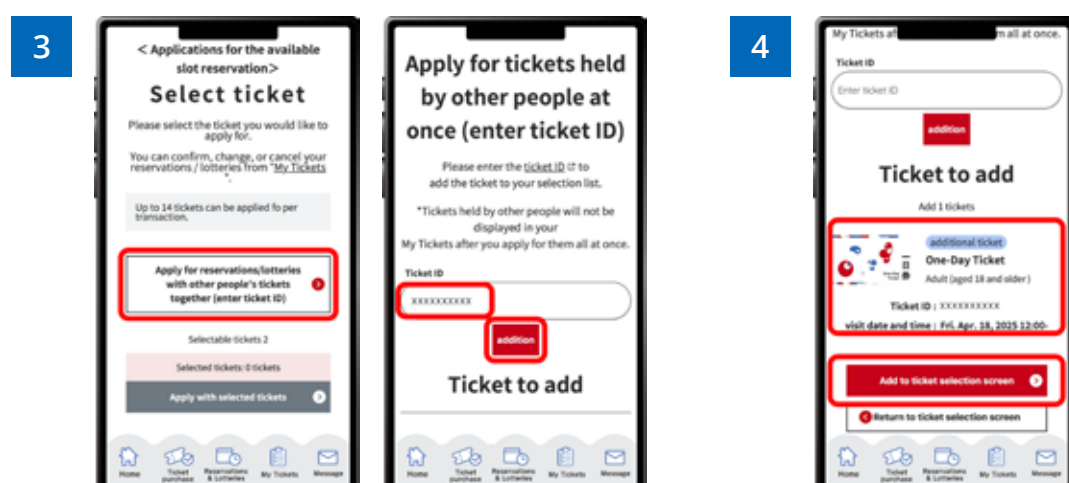 3
< Applications for the available
slot reservation>
Select ticket
Please select the ticket you would like to
apply for.
You can confirm, change, or cancel your
reservations / lotteries from "My Tickets
".
Up to 14 tickets can be applied fo per
transaction.
Apply for reservations/lotteries
with other people's tickets
together (enter ticket ID)
Selectable tickets 2
Selected tickets: 0 tickets
Apply with selected tickets
Home
Ticket
purchase
Reservations
& Lotteries
My Tickets
Message
Apply for tickets held
by other people at
once (enter ticket ID)
Please enter the ticket ID to
add the ticket to your selection list.
*Tickets held by other people will not be
displayed in your
My Tickets after you apply for them all at once.
Ticket ID
XXXXXXXXXX
addition
Ticket to add
Home
Ticket
purchase
Reservations
& Lotteries
My Tickets
Message
4
My Tickets af m all at once.
Ticket ID
Enter ticket ID
addition
Ticket to add
Add 1 tickets
additional ticket
One-Day Ticket
Adult (aged 18 and older)
Ticket ID : XXXXXXXXXX
visit date and time : Fri. Apr. 18, 2025 12:00-
Add to ticket selection screen
Return to ticket selection screen
Home
Ticket
purchase
Reservations
& Lotteries
My Tickets
Message